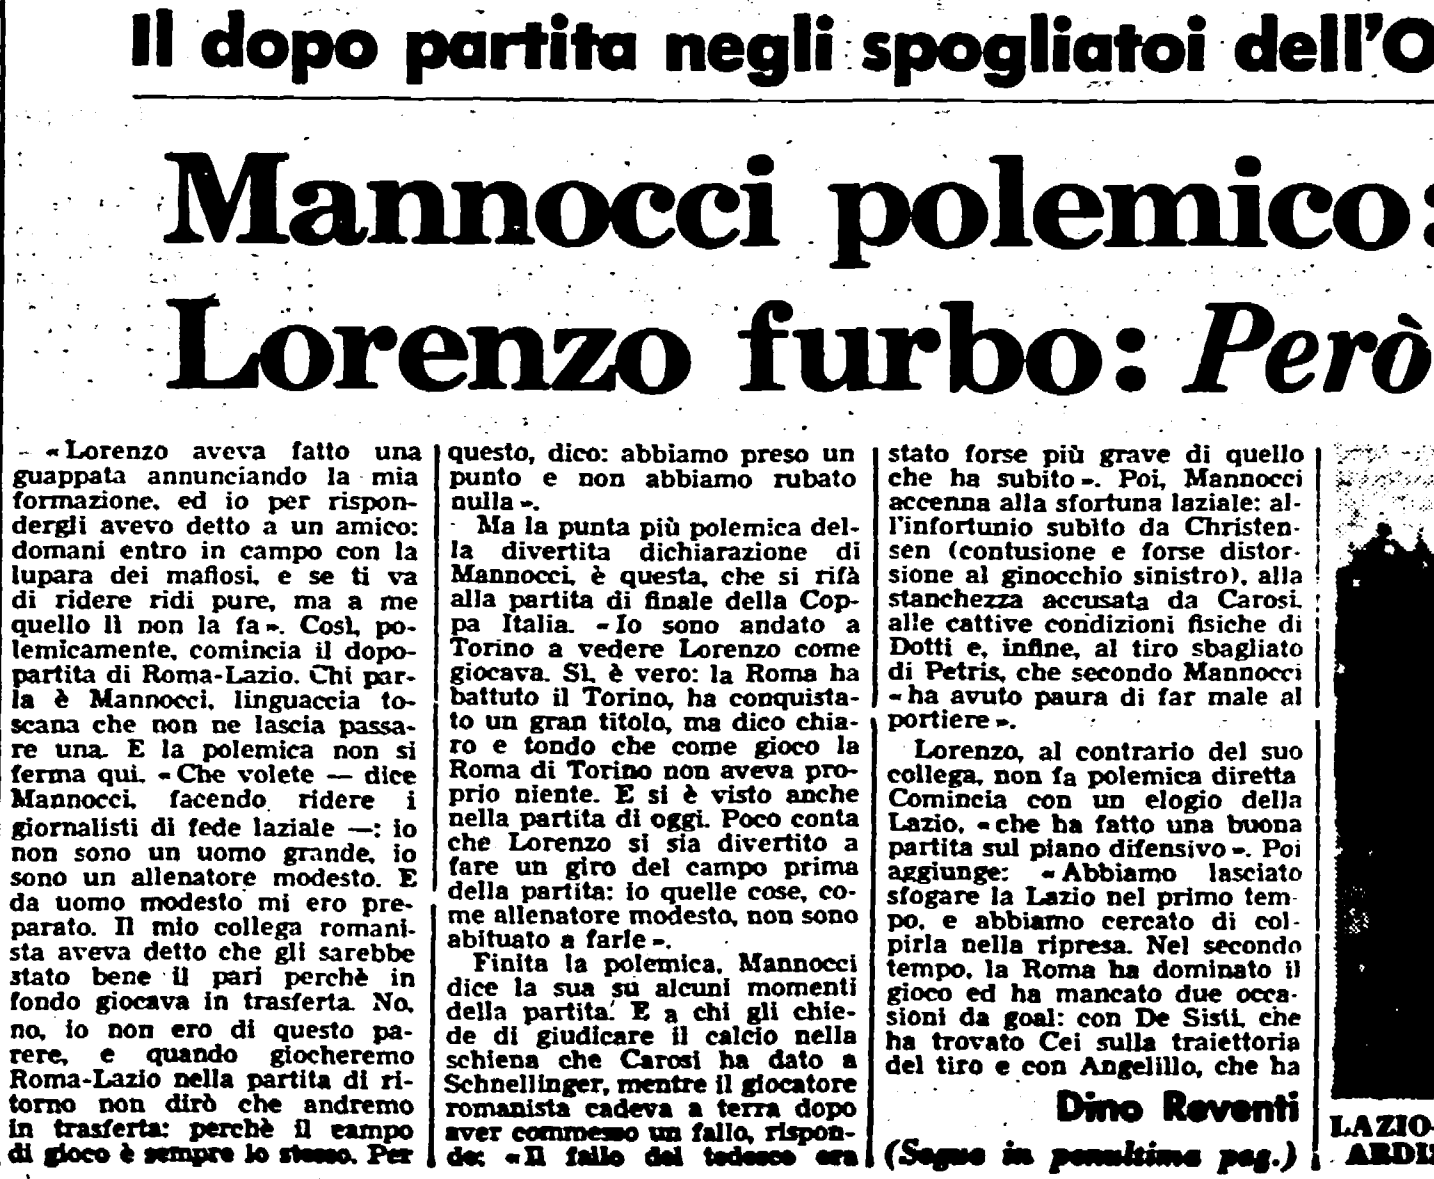 Il dopo partita negli spogliatoi dell'O
Mannocci polemico:
Lorenzo furbo: Però
« Lorenzo aveva fatto una
guappata annunciando la mia
formazione, ed io per rispon-
dergli avevo detto a un amico:
domani entro in campo con la
lupara dei mafiosi, e se ti va
di ridere ridi pure, ma a me
quello lì non la fa ». Così, po-
lemicamente, comincia il dopo-
partita di Roma-Lazio. Chi par-
la è Mannocci, linguaccia to-
scana che non ne lascia passa-
re una. E la polemica non si
ferma qui. « Che volete — dice
Mannocci, facendo ridere i
giornalisti di fede laziale —: io
non sono un uomo grande, io
sono un allenatore modesto. E
da uomo modesto mi ero pre-
parato. Il mio collega romani-
sta aveva detto che gli sarebbe
stato bene il pari perchè in
fondo giocava in trasferta. No,
no, io non ero di questo pa-
rere, e quando giocheremo
Roma-Lazio nella partita di ri-
torno non dirò che andremo
in trasferta: perchè il campo
di gioco è sempre lo stesso. Per
questo, dico: abbiamo preso un
punto e non abbiamo rubato
nulla ».
Ma la punta più polemica del-
la divertita dichiarazione di
Mannocci, è questa, che si rifà
alla partita di finale della Cop-
pa Italia. « Io sono andato a
Torino a vedere Lorenzo come
giocava. Sì, è vero: la Roma ha
battuto il Torino, ha conquista-
to un gran titolo, ma dico chia-
ro e tondo che come gioco la
Roma di Torino non aveva pro-
prio niente. E si è visto anche
nella partita di oggi. Poco conta
che Lorenzo si sia divertito a
fare un giro del campo prima
della partita: io quelle cose, co-
me allenatore modesto, non sono
abituato a farle ».
Finita la polemica, Mannocci
dice la sua su alcuni momenti
della partita. E a chi gli chie-
de di giudicare il calcio nella
schiena che Carosi ha dato a
Schnellinger, mentre il giocatore
romanista cadeva a terra dopo
aver commesso un fallo, rispon-
de: « Il fallo del tedesco era
stato forse più grave di quello
che ha subito ». Poi, Mannocci
accenna alla sfortuna laziale: al-
l'infortunio subìto da Christen-
sen (contusione e forse distor-
sione al ginocchio sinistro), alla
stanchezza accusata da Carosi,
alle cattive condizioni fisiche di
Dotti e, infine, al tiro sbagliato
di Petris, che secondo Mannocci
« ha avuto paura di far male al
portiere ».
Lorenzo, al contrario del suo
collega, non fa polemica diretta
Comincia con un elogio della
Lazio, « che ha fatto una buona
partita sul piano difensivo ». Poi
aggiunge: « Abbiamo lasciato
sfogare la Lazio nel primo tem-
po, e abbiamo cercato di col-
pirla nella ripresa. Nel secondo
tempo, la Roma ha dominato il
gioco ed ha mancato due occa-
sioni da goal: con De Sisti, che
ha trovato Cei sulla traiettoria
del tiro e con Angelillo, che ha
Dino Reventi
(Segue in penultima pag.)
LAZIO-
ARDI